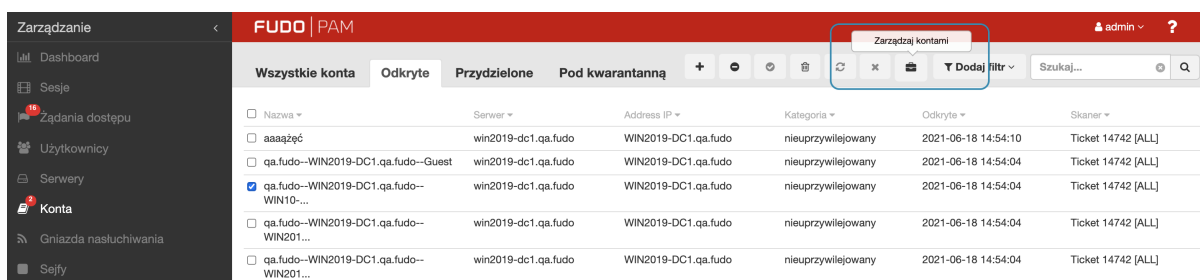 Zarządzanie
FUDO PAM
admin
?
Zarządzaj kontami
Dashboard
Sesje
16
Żądania dostępu
Użytkownicy
Serwery
2
Konta
Gniazda nasłuchiwania
Sejfy
Wszystkie konta Odkryte Przydzielone Pod kwarantanną
Dodaj filtr
Szukaj...
Nazwa Serwer Address IP Kategoria Odkryte Skaner
aaaążęć win2019-dc1.qa.fudo WIN2019-DC1.qa.fudo nieuprzywilejowany 2021-06-18 14:54:10 Ticket 14742 [ALL]
qa.fudo--WIN2019-DC1.qa.fudo--Guest win2019-dc1.qa.fudo WIN2019-DC1.qa.fudo nieuprzywilejowany 2021-06-18 14:54:04 Ticket 14742 [ALL]
qa.fudo--WIN2019-DC1.qa.fudo-- win2019-dc1.qa.fudo WIN2019-DC1.qa.fudo nieuprzywilejowany 2021-06-18 14:54:04 Ticket 14742 [ALL]
WIN10-...
qa.fudo--WIN2019-DC1.qa.fudo-- win2019-dc1.qa.fudo WIN2019-DC1.qa.fudo nieuprzywilejowany 2021-06-18 14:54:04 Ticket 14742 [ALL]
WIN201...
qa.fudo--WIN2019-DC1.qa.fudo-- win2019-dc1.qa.fudo WIN2019-DC1.qa.fudo nieuprzywilejowany 2021-06-18 14:54:04 Ticket 14742 [ALL]
WIN201...